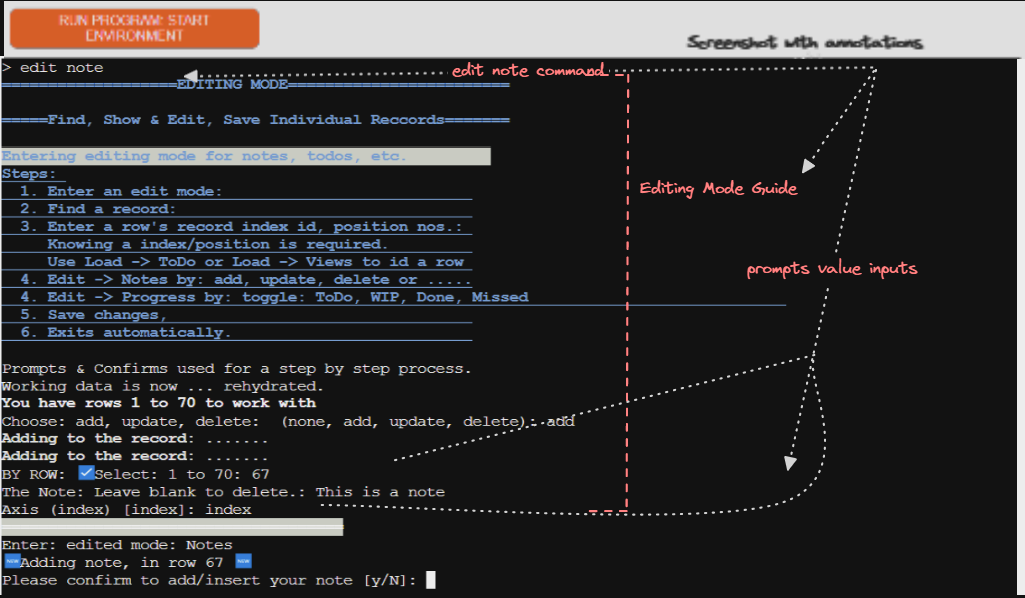 RUN PROGRAM: START
ENVIRONMENT
Screenshot with annotations
> edit note
edit note command
===================EDITING MODE========================
=====Find, Show & Edit, Save Individual Reccords=======
Entering editing mode for notes, todos, etc.
Steps:
1. Enter an edit mode:
Editing Mode Guide
2. Find a record:
3. Enter a row's record index id, position nos.:
Knowing a index/position is required.
Use Load -> ToDo or Load -> Views to id a row
prompts value inputs
4. Edit -> Notes by: add, update, delete or .....
4. Edit -> Progress by: toggle: ToDo, WIP, Done, Missed
5. Save changes,
6. Exits automatically.
Prompts & Confirms used for a step by step process.
Working data is now ... rehydrated.
You have rows 1 to 70 to work with
Choose: add, update, delete:  (none, add, update, delete): add
Adding to the record: .......
Adding to the record: .......
BY ROW: ☑Select: 1 to 70: 67
The Note: Leave blank to delete.: This is a note
Axis (index) [index]: index
Enter: edited mode: Notes
🆕Adding note, in row 67 🆕
Please confirm to add/insert your note [y/N]: